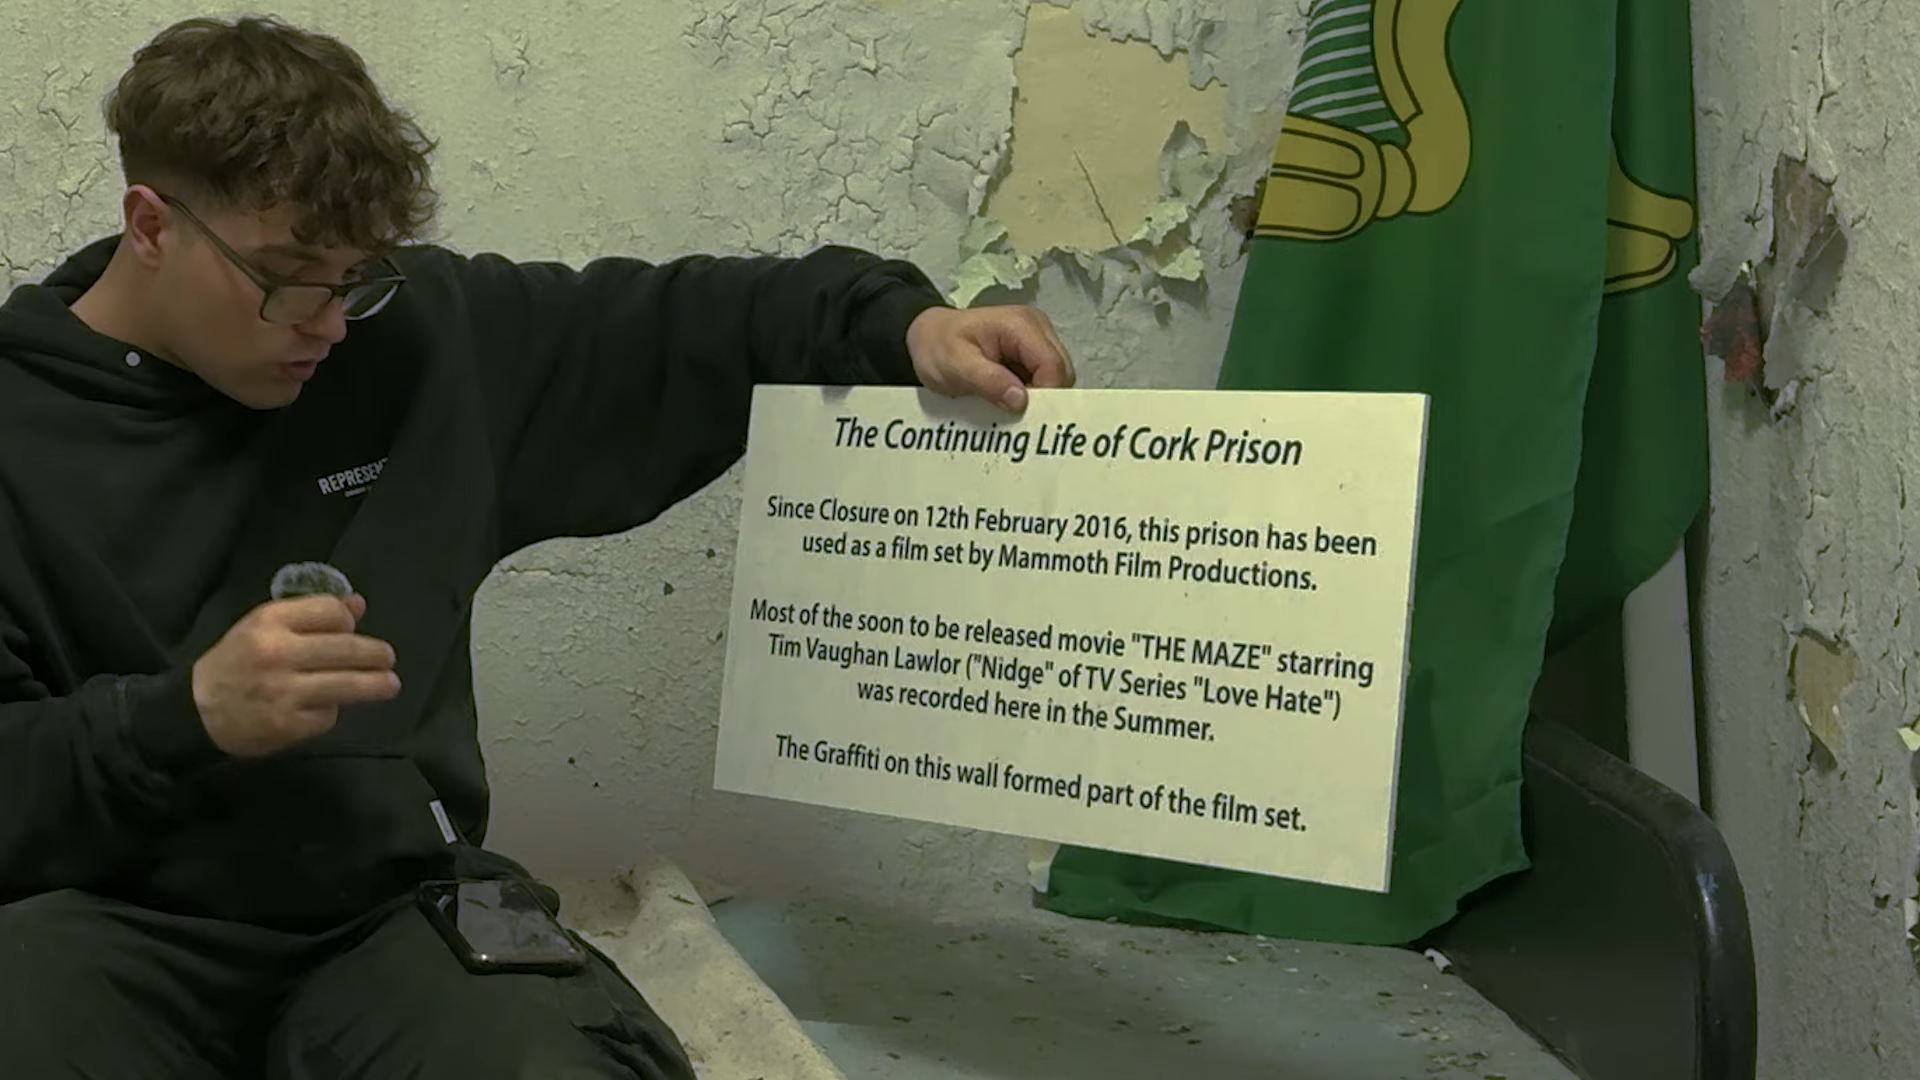 REPRESENT
The Continuing Life of Cork Prison
Since Closure on 12th February 2016, this prison has been
used as a film set by Mammoth Film Productions.
Most of the soon to be released movie "THE MAZE" starring
Tim Vaughan Lawlor ("Nidge" of TV Series "Love Hate")
was recorded here in the Summer.
The Graffiti on this wall formed part of the film set.